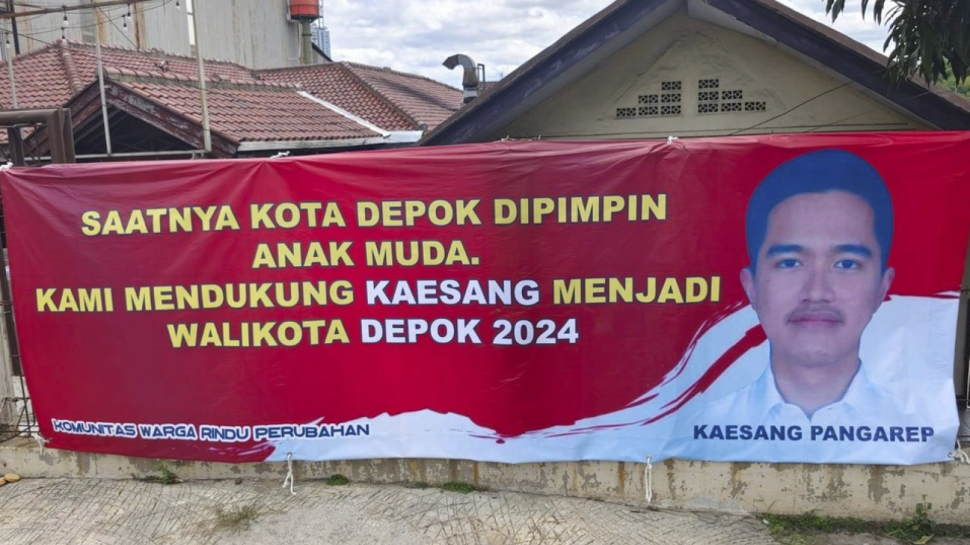 SAATNYA KOTA DEPOK DIPIMPIN
ANAK MUDA.
KAMI MENDUKUNG KAESANG MENJADI
WALIKOTA DEPOK 2024
KOMUNITAS WARGA RINDU PERUBAHAN
KAESANG PANGAREP